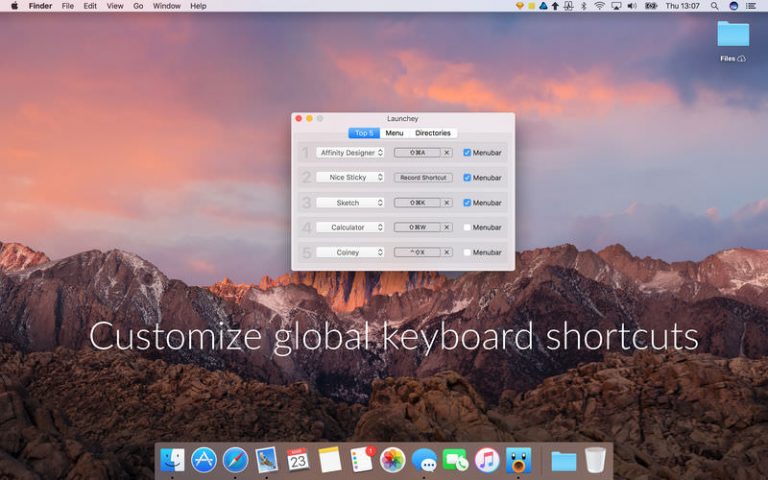 Finder File Edit View Go Window Help Thu 13:07
Files
Launchey
Top 5 Menu Directories
1 Affinity Designer ⇧⌘A ✕ Menubar
2 Nice Sticky Record Shortcut Menubar
3 Sketch ⇧⌘K ✕ Menubar
4 Calculator ⇧⌘W ✕ Menubar
5 Coiney ^⇧X ✕ Menubar
Customize global keyboard shortcuts
23
1